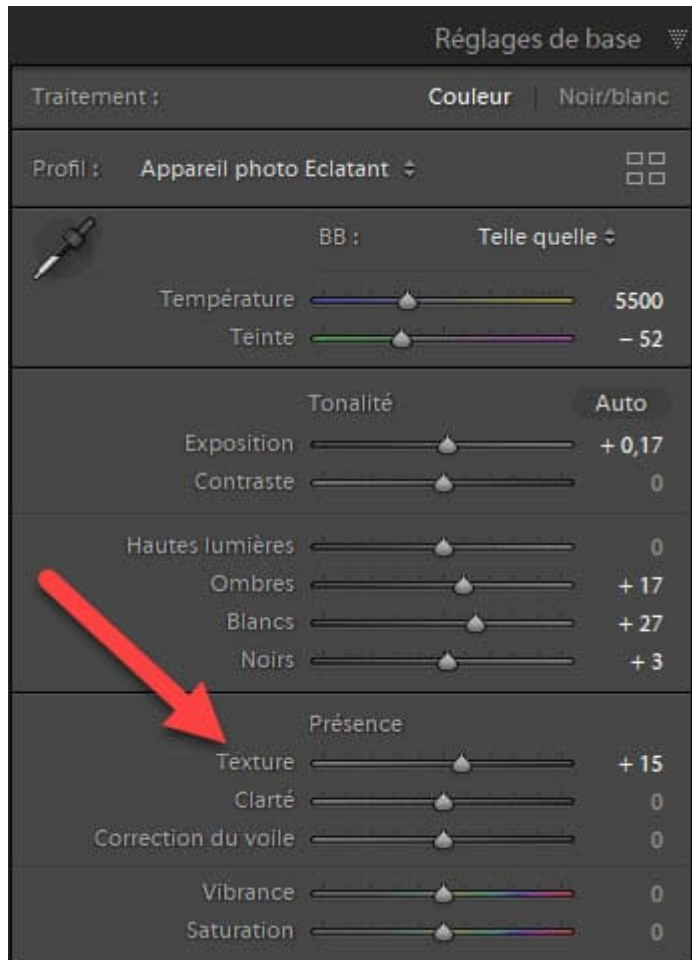 Réglages de base
Traitement : Couleur Noir/blanc
Profil : Appareil photo Eclatant
BB : Telle quelle
Température 5500
Teinte – 52
Tonalité Auto
Exposition + 0,17
Contraste 0
Hautes lumières 0
Ombres + 17
Blancs + 27
Noirs + 3
Présence
Texture + 15
Clarté 0
Correction du voile 0
Vibrance 0
Saturation 0